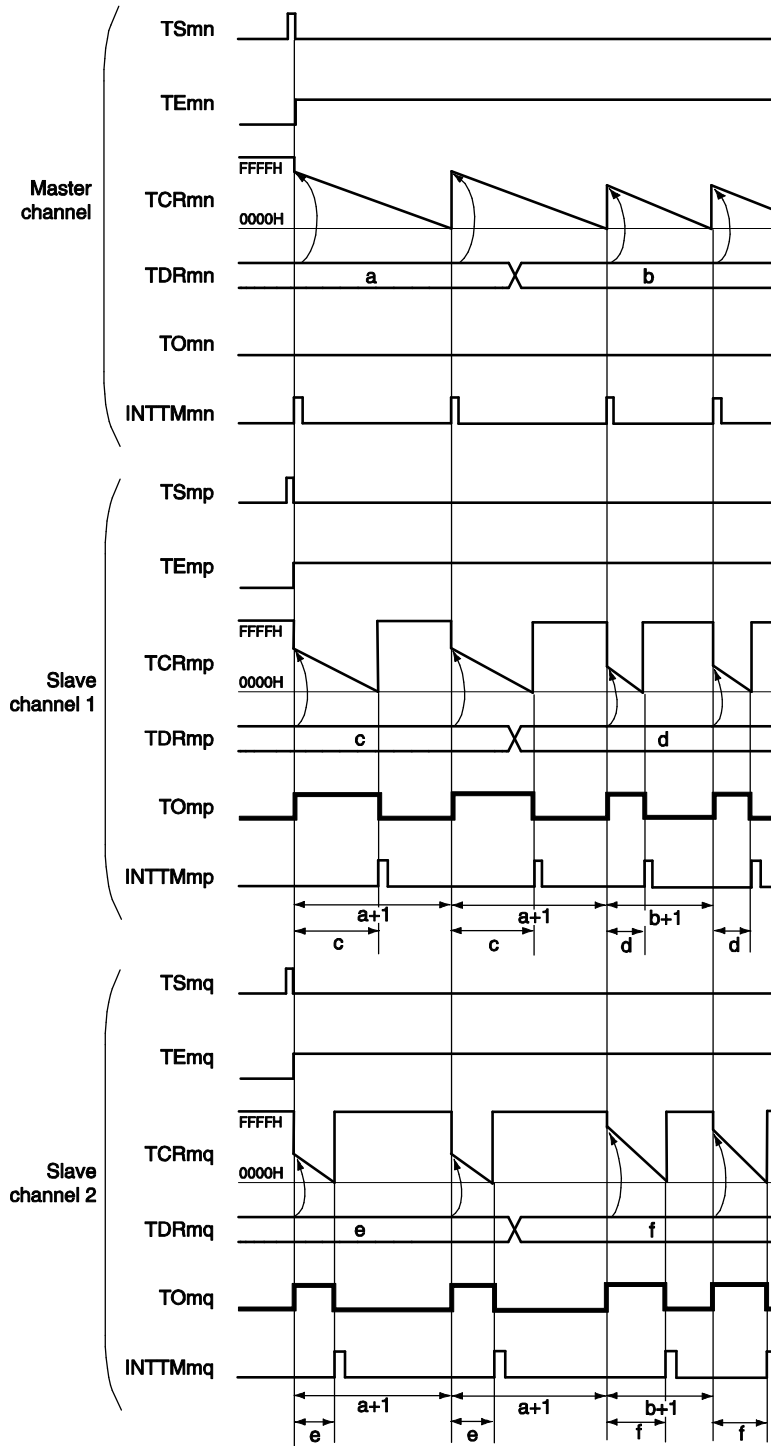 TSmn
TEmn
FFFFH
Master
channel
TCRmn
0000H
TDRmn
a
b
TOmn
INTTMmn
TSmp
TEmp
FFFFH
Slave
channel 1
TCRmp
0000H
TDRmp
c
d
TOmp
INTTMmp
a+1
a+1
b+1
c
c
d
d
TSmq
TEmq
FFFFH
Slave
channel 2
TCRmq
0000H
TDRmq
e
f
TOmq
INTTMmq
a+1
a+1
b+1
e
e
f
f